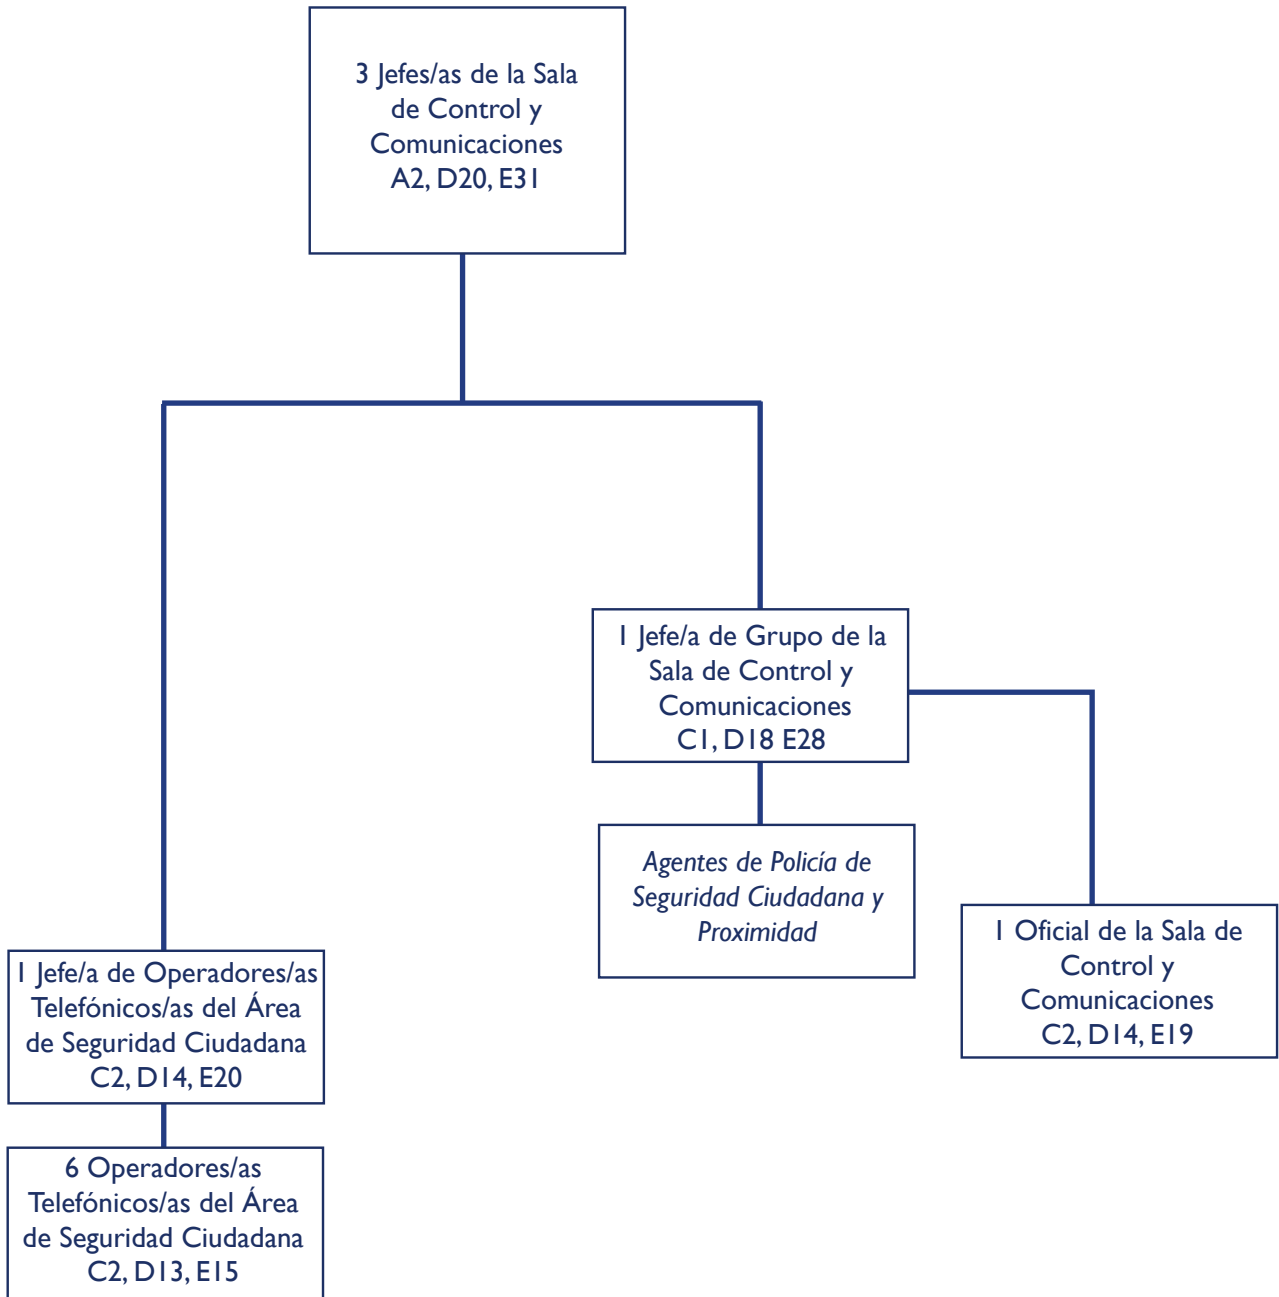 3 Jefes/as de la Sala
de Control y
Comunicaciones
A2, D20, E31
1 Jefe/a de Grupo de la
Sala de Control y
Comunicaciones
C1, D18 E28
Agentes de Policía de
Seguridad Ciudadana y
Proximidad
1 Oficial de la Sala de
Control y
Comunicaciones
C2, D14, E19
1 Jefe/a de Operadores/as
Telefónicos/as del Área
de Seguridad Ciudadana
C2, D14, E20
6 Operadores/as
Telefónicos/as del Área
de Seguridad Ciudadana
C2, D13, E15